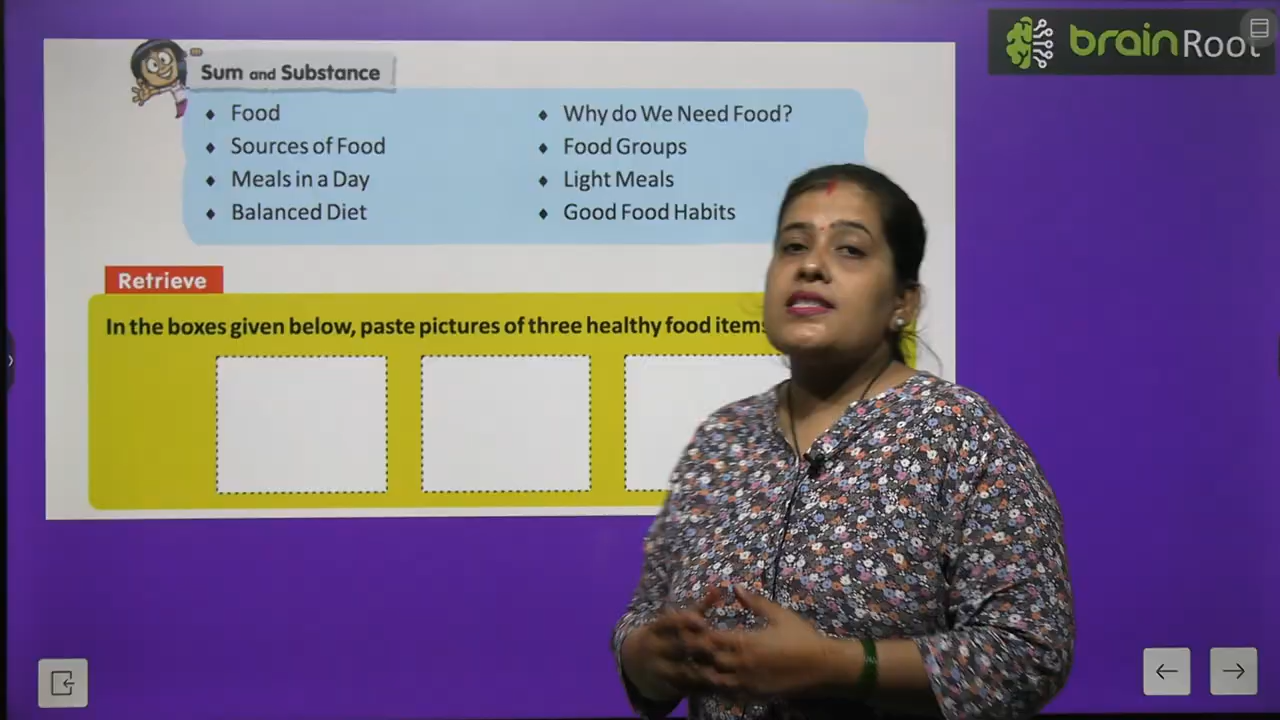 brainRoot
Sum and Substance
Food
Sources of Food
Meals in a Day
Balanced Diet
Why do We Need Food?
Food Groups
Light Meals
Good Food Habits
Retrieve
In the boxes given below, paste pictures of three healthy food items